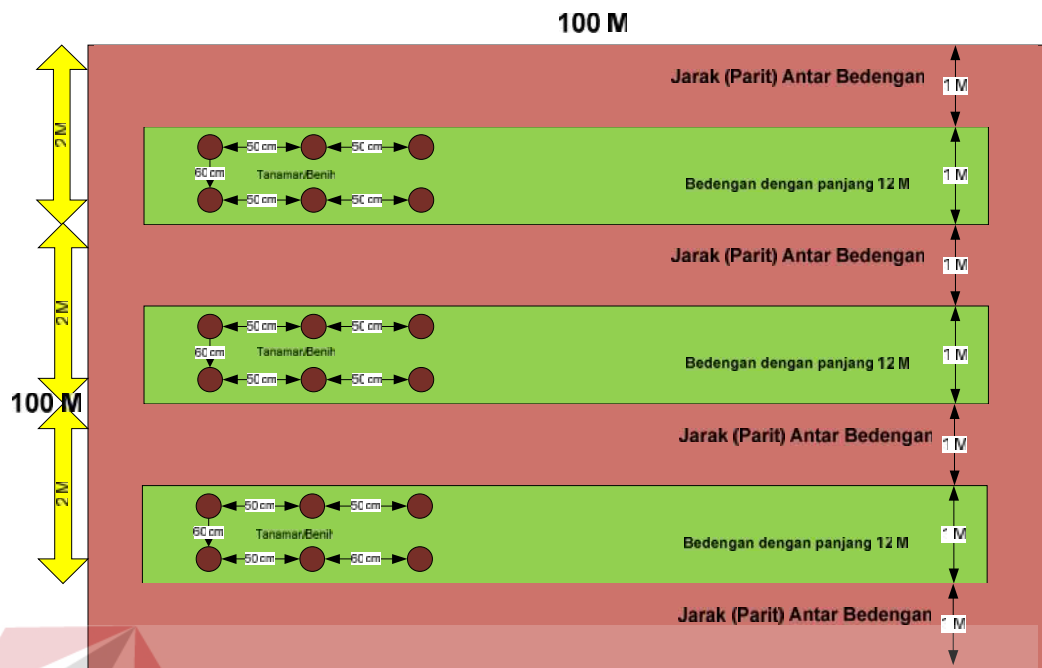 100 M
Jarak (Parit) Antar Bedengan
1 M
2 M
50 cm 50 cm
60 cm
Tanamar/Benih
50 cm 50 cm
Bedengan dengan panjang 12 M
1 M
Jarak (Parit) Antar Bedengan
1 M
2 M
50 cm 50 cm
60 cm
Tanamar/Benih
50 cm 50 cm
Bedengan dengan panjang 12 M
1 M
100 M
Jarak (Parit) Antar Bedengan
1 M
2 M
50 cm 50 cm
60 cm
Tanamar/Benih
50 cm 60 cm
Bedengan dengan panjang 12 M
1 M
Jarak (Parit) Antar Bedengan
1 M